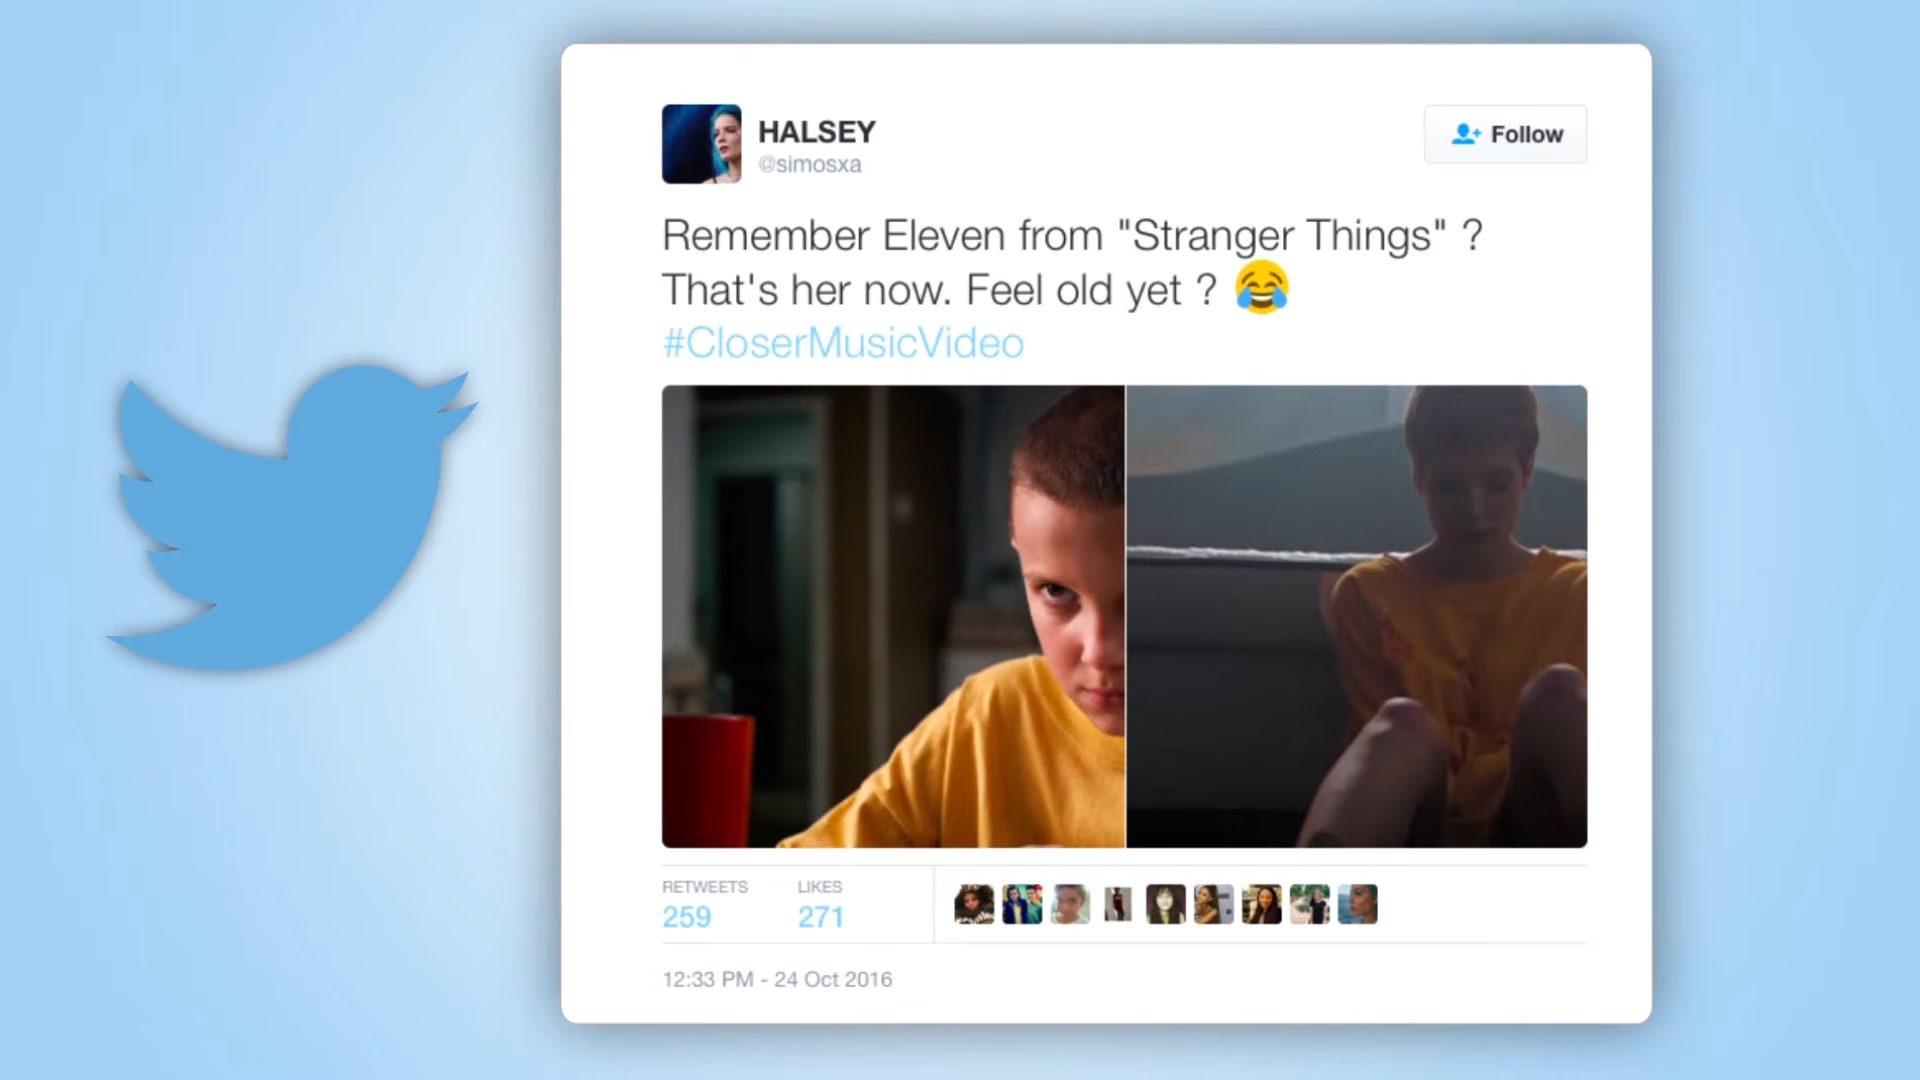 HALSEY
@simosxa
Follow
Remember Eleven from "Stranger Things" ?
That's her now. Feel old yet ? 😂
#CloserMusicVideo
RETWEETS
259
LIKES
271
12:33 PM - 24 Oct 2016